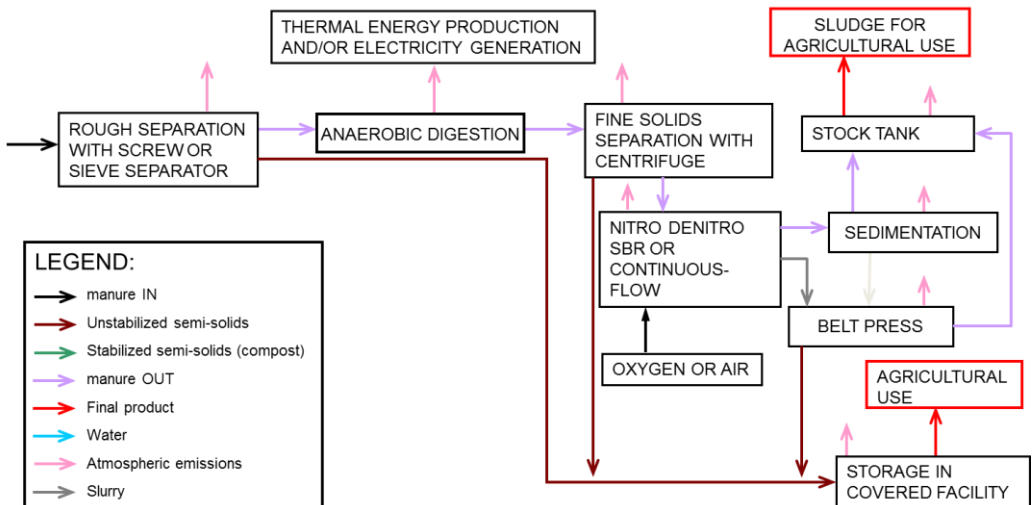 THERMAL ENERGY PRODUCTION
AND/OR ELECTRICITY GENERATION
SLUDGE FOR
AGRICULTURAL USE
ROUGH SEPARATION
WITH SCREW OR
SIEVE SEPARATOR
ANAEROBIC DIGESTION
FINE SOLIDS
SEPARATION WITH
CENTRIFUGE
STOCK TANK
NITRO DENITRO
SBR OR
CONTINUOUS-
FLOW
SEDIMENTATION
BELT PRESS
OXYGEN OR AIR
AGRICULTURAL
USE
STORAGE IN
COVERED FACILITY
LEGEND:
manure IN
Unstabilized semi-solids
Stabilized semi-solids (compost)
manure OUT
Final product
Water
Atmospheric emissions
Slurry